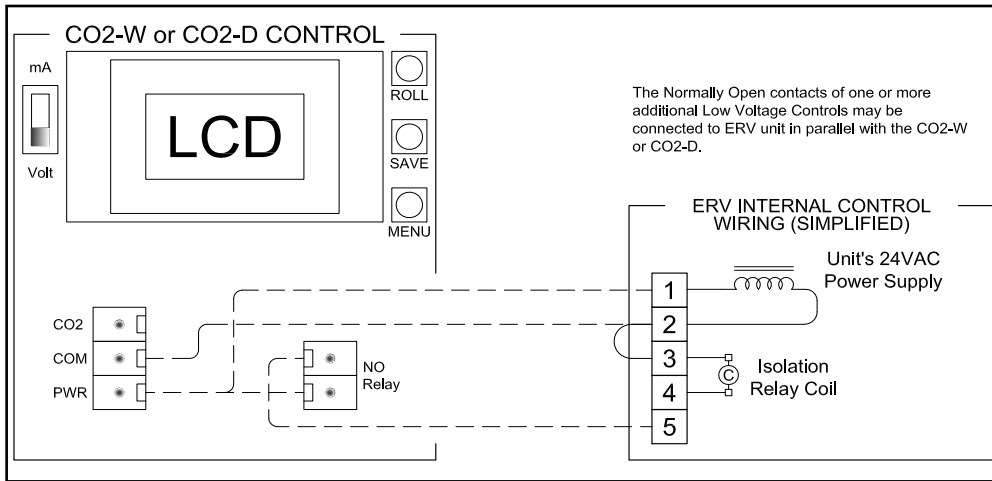 CO2-W or CO2-D CONTROL
mA
Volt
LCD
ROLL
SAVE
MENU
The Normally Open contacts of one or more
additional Low Voltage Controls may be
connected to ERV unit in parallel with the CO2-W
or CO2-D.
ERV INTERNAL CONTROL
WIRING (SIMPLIFIED)
Unit's 24VAC
Power Supply
CO2
COM
PWR
NO
Relay
1
2
3
4
5
C
Isolation
Relay Coil